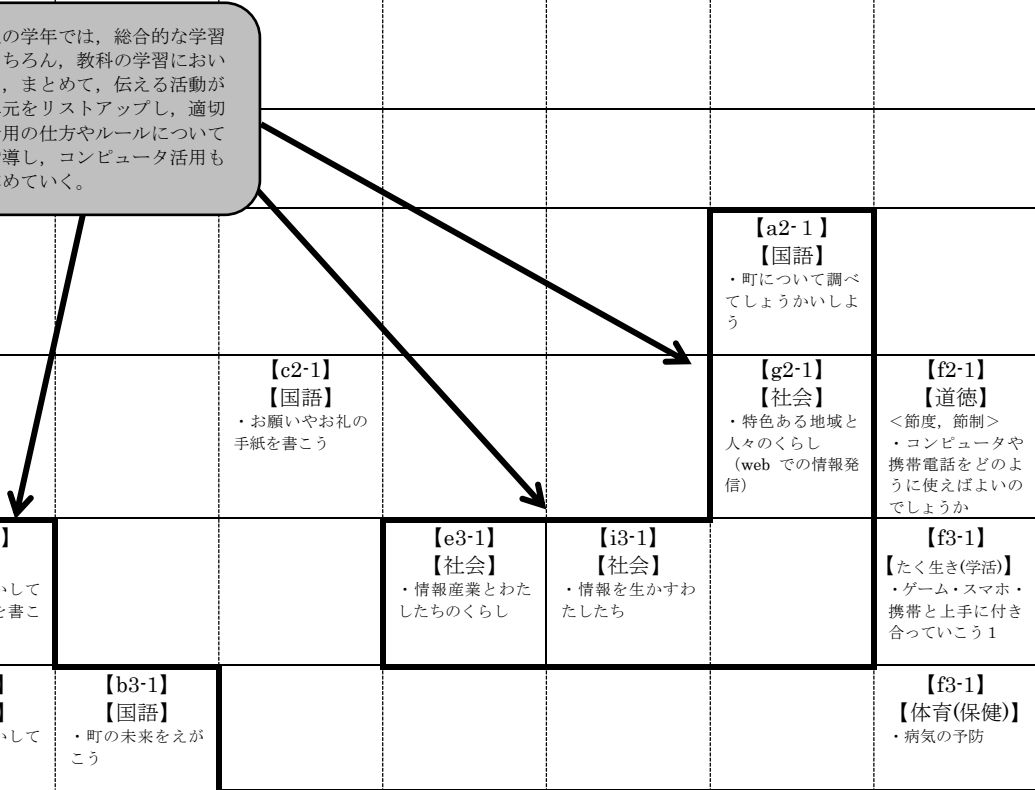 の学年では，総合的な学習
ちろん，教科の学習におい
，まとめて，伝える活動が
元をリストアップし，適切
用の仕方やルールについて
導し，コンピュータ活用も
めていく。
【a2-１】
【国語】
・町について調べ
てしょうかいしよ
う
【c2-1】
【国語】
・お願いやお礼の
手紙を書こう
【g2-1】
【社会】
・特色ある地域と
人々のくらし
（web での情報発
信）
【f2-1】
【道徳】
＜節度，節制＞
・コンピュータや
携帯電話をどのよ
うに使えばよいの
でしょうか
】
かして
を書こ
【e3-1】
【社会】
・情報産業とわた
したちのくらし
【i3-1】
【社会】
・情報を生かすわ
たしたち
【f3-1】
【たく生き(学活)】
・ゲーム・スマホ・
携帯と上手に付き
合っていこう１
】
】
かして
【b3-1】
【国語】
・町の未来をえが
こう
【f3-1】
【体育(保健)】
・病気の予防